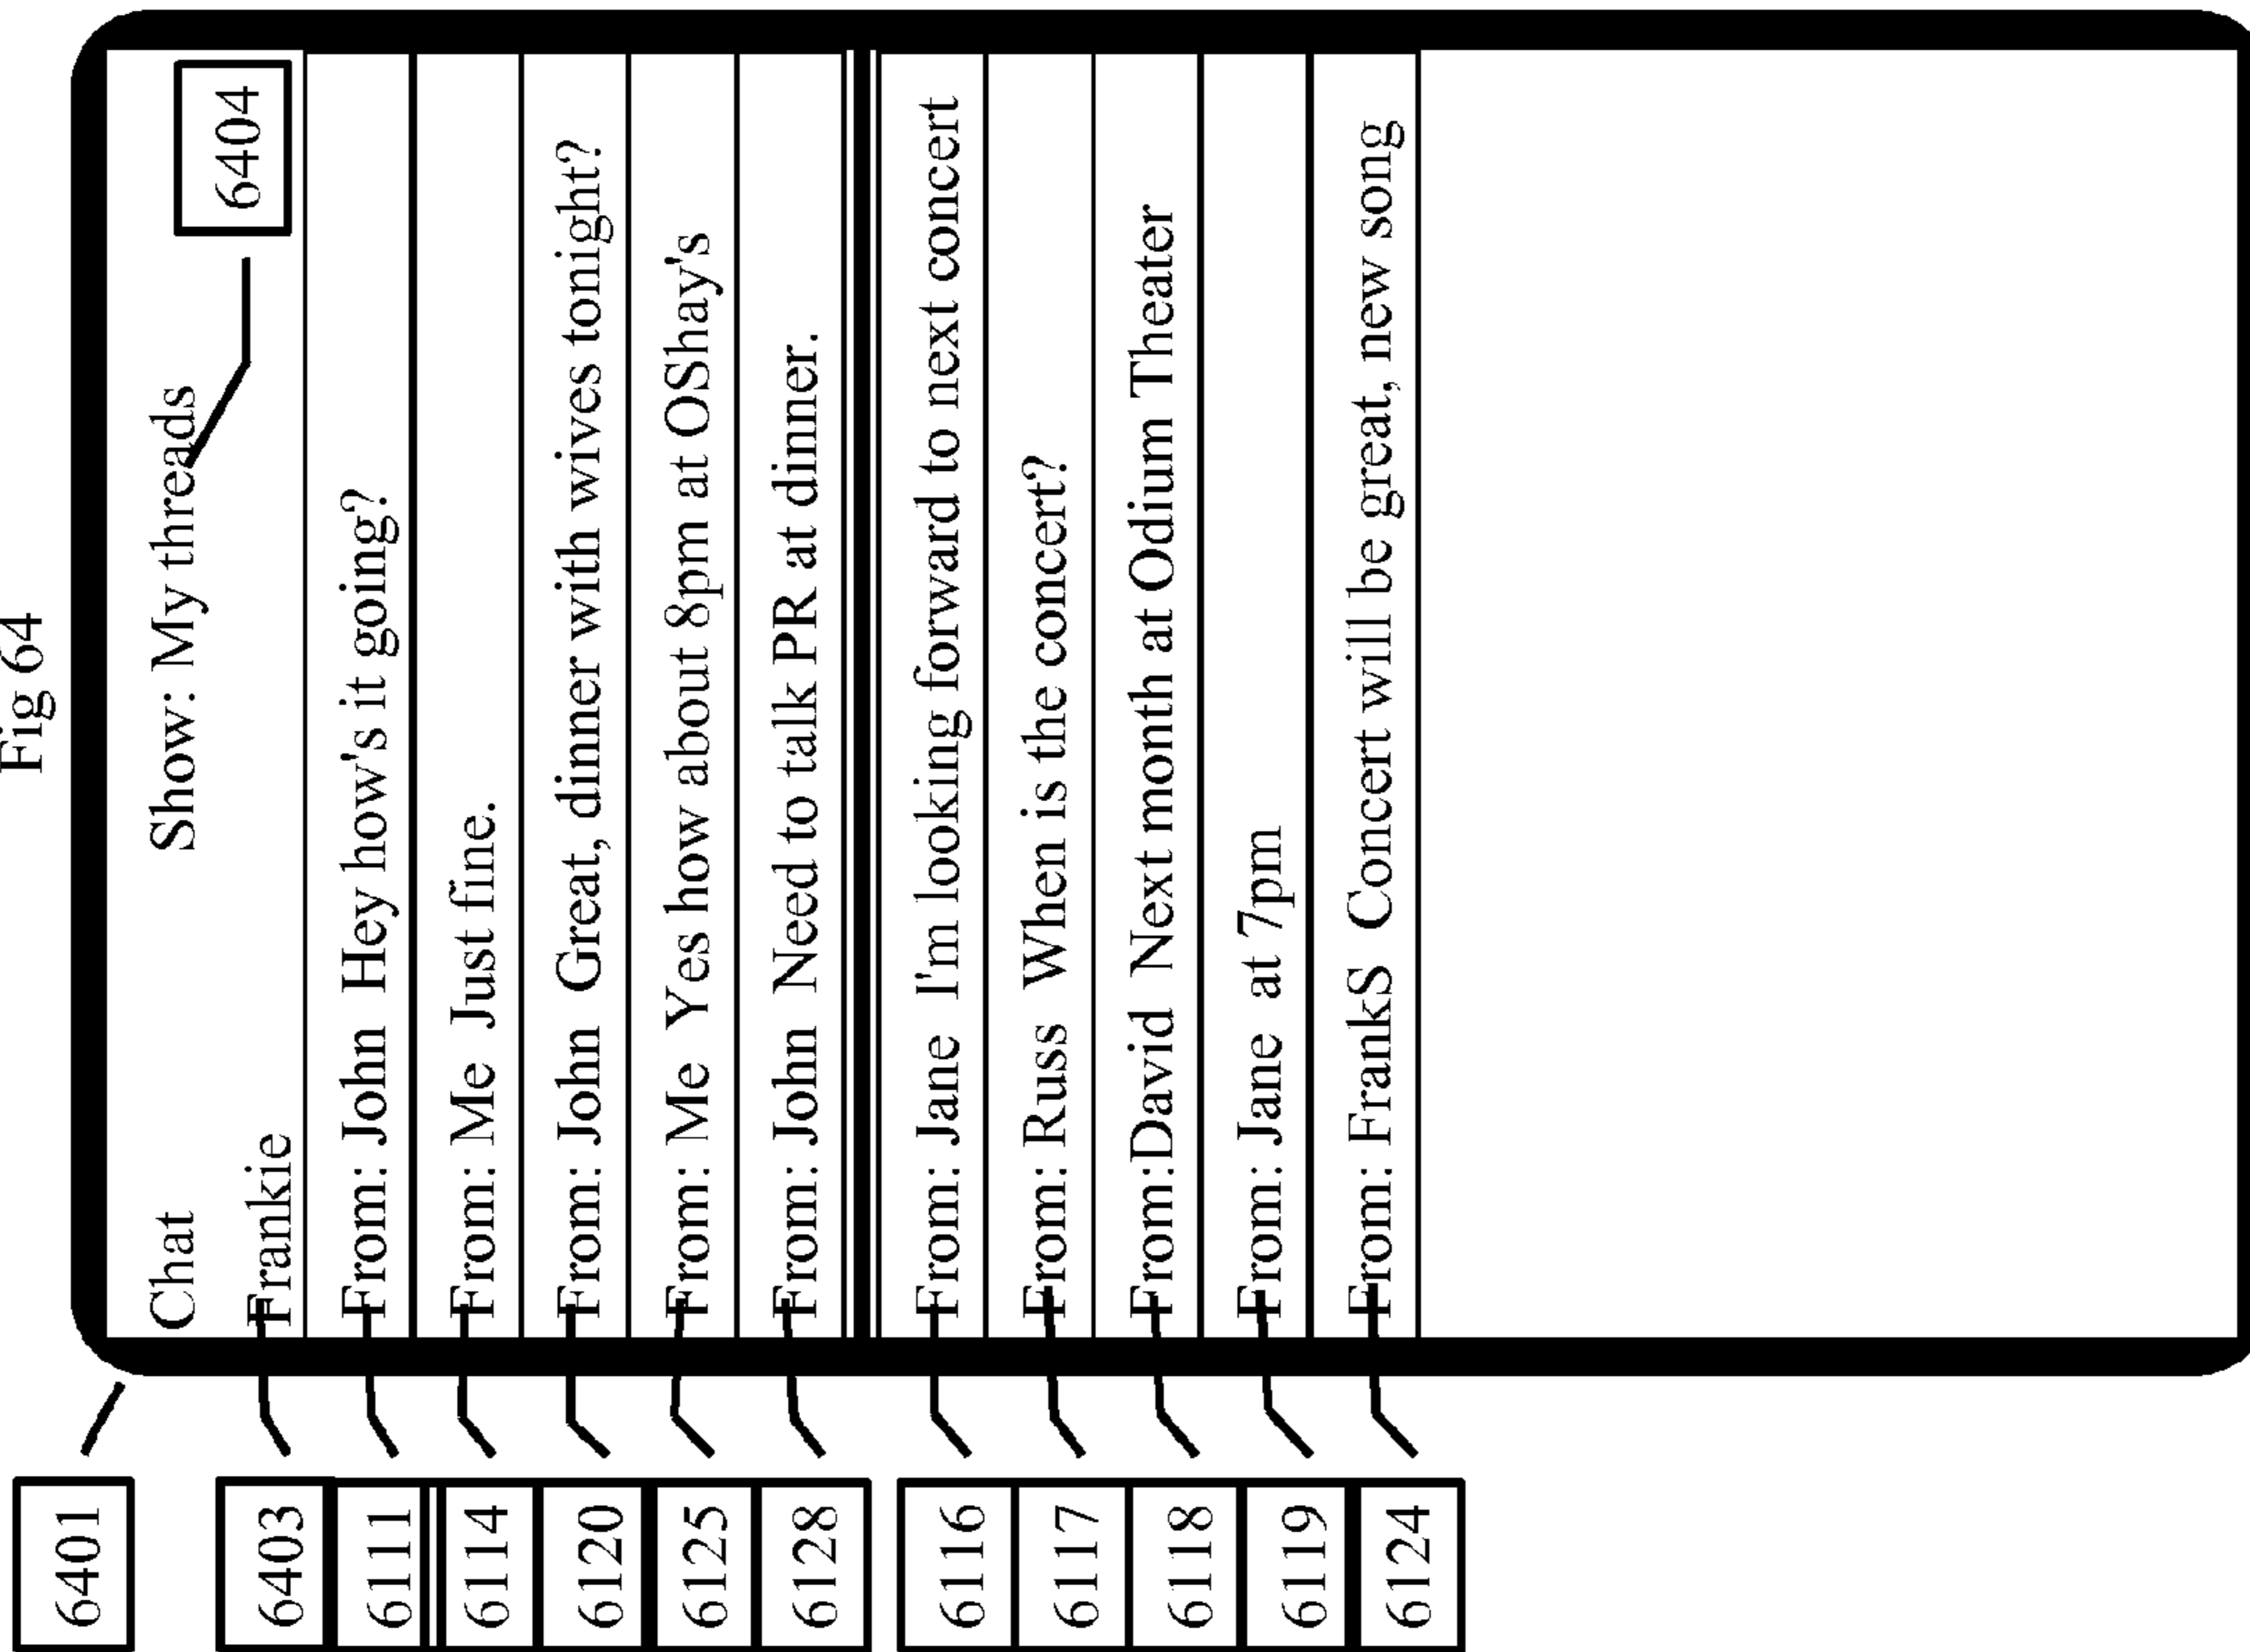 Fig 64
6401
Chat Show: My threads
6403
Frankie
6404
6111
From: John Hey how's it going?
6114
From: Me Just fine.
6120
From: John Great, dinner with wives tonight?
6125
From: Me Yes how about 8pm at OShay's
6128
From: John Need to talk PR at dinner.
6116
From: Jane I'm looking forward to next concert
6117
From: Russ When is the concert?
6118
From:David Next month at Odium Theater
6119
From: Jane at 7pm
6124
From: FrankS Concert will be great, new song